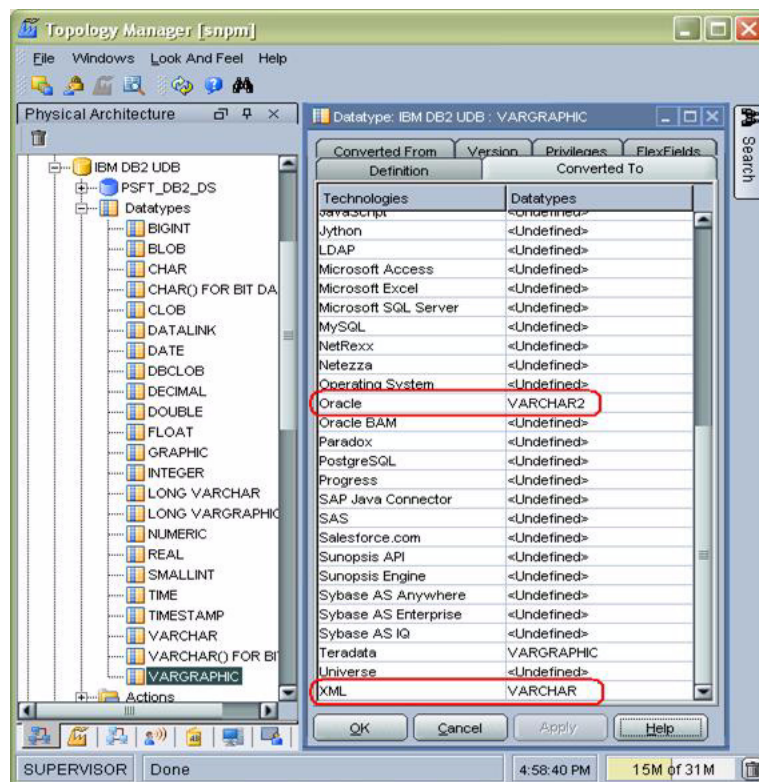 Topology Manager [snpm]
File Windows Look And Feel Help
Physical Architecture
IBM DB2 UDB
PSFT_DB2_DS
Datatypes
BIGINT
BLOB
CHAR
CHAR() FOR BIT DA
CLOB
DATALINK
DATE
DBCLOB
DECIMAL
DOUBLE
FLOAT
GRAPHIC
INTEGER
LONG VARCHAR
LONG VARGRAPHIC
NUMERIC
REAL
SMALLINT
TIME
TIMESTAMP
VARCHAR
VARCHAR() FOR BI
VARGRAPHIC
Actions
Datatype: IBM DB2 UDB : VARGRAPHIC
Converted From Version Privileges FlexFields
Definition Converted To
Technologies Datatypes
JavaScript <Undefined>
Jython <Undefined>
LDAP <Undefined>
Microsoft Access <Undefined>
Microsoft Excel <Undefined>
Microsoft SQL Server <Undefined>
MySQL <Undefined>
NetRexx <Undefined>
Netezza <Undefined>
Operating System <Undefined>
Oracle VARCHAR2
Oracle BAM <Undefined>
Paradox <Undefined>
PostgreSQL <Undefined>
Progress <Undefined>
SAP Java Connector <Undefined>
SAS <Undefined>
Salesforce.com <Undefined>
Sunopsis API <Undefined>
Sunopsis Engine <Undefined>
Sybase AS Anywhere <Undefined>
Sybase AS Enterprise <Undefined>
Sybase AS IQ <Undefined>
Teradata VARGRAPHIC
Universe <Undefined>
XML VARCHAR
OK Cancel Apply Help
Search
SUPERVISOR Done 4:58:40 PM 15M of 31M